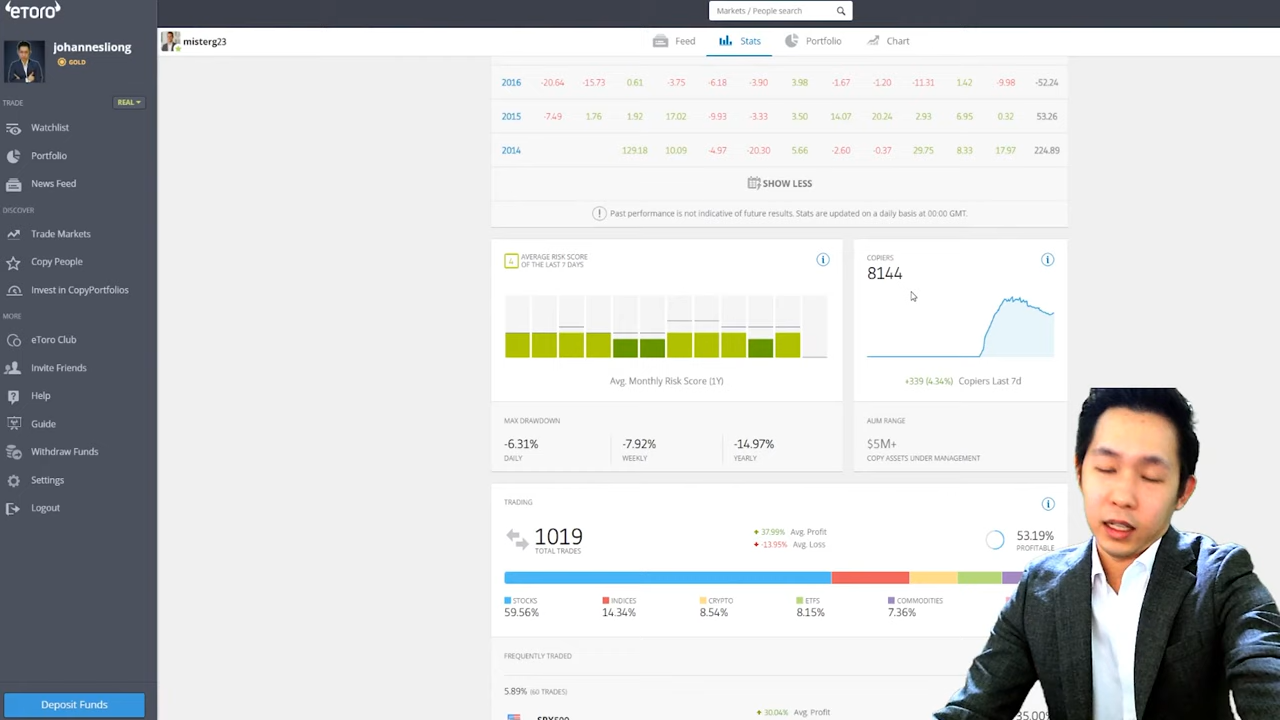 eTORO
Markets / People search
johannesliong
GOLD
misterg23
Feed
Stats
Portfolio
Chart
TRADE
REAL
Watchlist
Portfolio
News Feed
DISCOVER
Trade Markets
Copy People
Invest in CopyPortfolios
MORE
eToro Club
Invite Friends
Help
Guide
Withdraw Funds
Settings
Logout
Deposit Funds
2016 -20.64 -15.73 0.61 -3.75 -6.18 -3.90 3.98 -1.67 -1.20 -11.31 1.42 -9.98 -52.24
2015 -7.49 1.76 1.92 17.02 -9.93 -3.33 3.50 14.07 20.24 2.93 6.95 0.32 53.26
2014 129.18 10.09 -4.97 -20.30 5.66 -2.60 -0.37 29.75 8.33 17.97 224.89
SHOW LESS
Past performance is not indicative of future results. Stats are updated on a daily basis at 00:00 GMT.
4 AVERAGE RISK SCORE
OF THE LAST 7 DAYS
Avg. Monthly Risk Score (1Y)
MAX DRAWDOWN
-6.31% -7.92% -14.97%
DAILY WEEKLY YEARLY
COPIERS
8144
+339 (4.34%) Copiers Last 7d
AUM RANGE
$5M+
COPY ASSETS UNDER MANAGEMENT
TRADING
1019
TOTAL TRADES
37.99% Avg. Profit
-13.95% Avg. Loss
53.19%
PROFITABLE
STOCKS INDICES CRYPTO ETFS COMMODITIES
59.56% 14.34% 8.54% 8.15% 7.36%
FREQUENTLY TRADED
5.89% (60 TRADES)
SPX500
30.04% Avg. Profit
35.00%